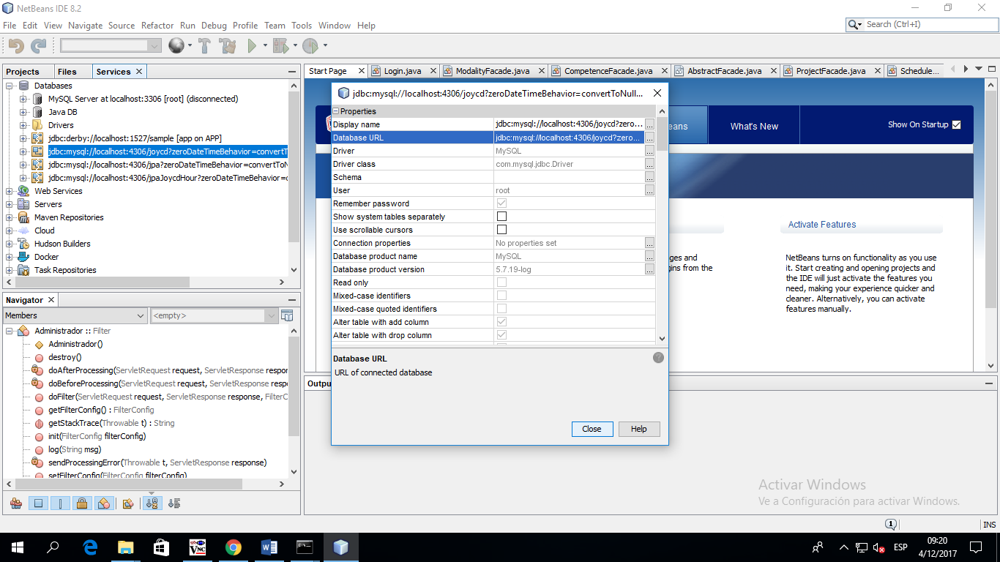 NetBeans IDE 8.2
File Edit View Navigate Source Refactor Run Debug Profile Team Tools Window Help
Search (Ctrl+I)
Projects Files Services
Databases
MySQL Server at localhost:3306 [root] (disconnected)
Java DB
Drivers
jdbc:derby://localhost:1527/sample [app on APP]
jdbc:mysql://localhost:4306/joycd?zeroDateTimeBehavior=convertT
jdbc:mysql://localhost:4306/jpa?zeroDateTimeBehavior=convertToN
jdbc:mysql://localhost:4306/jpaJoycdHour?zeroDateTimeBehavior=c
Web Services
Servers
Maven Repositories
Cloud
Hudson Builders
Docker
Task Repositories
Navigator
Members <empty>
Administrador :: Filter
Administrador()
destroy()
doAfterProcessing(ServletRequest request, ServletResponse respor
doBeforeProcessing(ServletRequest request, ServletResponse resp
doFilter(ServletRequest request, ServletResponse response, FilterC
getFilterConfig() : FilterConfig
getStackTrace(Throwable t) : String
init(FilterConfig filterConfig)
log(String msg)
sendProcessingError(Throwable t, ServletResponse response)
setFilterConfig(FilterConfig filterConfig)
Start Page Login.java ModalityFacade.java CompetenceFacade.java AbstractFacade.java ProjectFacade.java Schedule...
eans What's New Show On Startup
Activate Features
ges and
gins from the
NetBeans turns on functionality as you
use it. Start creating and opening projects and
the IDE will just activate the features you
need, making your experience quicker and
cleaner. Alternatively, you can activate
features manually.
Outpu
jdbc:mysql://localhost:4306/joycd?zeroDateTimeBehavior=convertToNull...
Properties
Display name jdbc:mysql://localhost:4306/joycd?zero... ...
Database URL jdbc:mysql://localhost:4306/joycd?zero... ...
Driver MySQL ...
Driver class com.mysql.jdbc.Driver ...
Schema ...
User root ...
Remember password
Show system tables separately
Use scrollable cursors
Connection properties No properties set ...
Database product name MySQL ...
Database product version 5.7.19-log ...
Read only
Mixed-case identifiers
Mixed-case quoted identifiers
Alter table with add column
Alter table with drop column
Database URL ?
URL of connected database
Close Help
Activar Windows
Ve a Configuración para activar Windows.
1 INS
VNC
ESP
09:20
4/12/2017